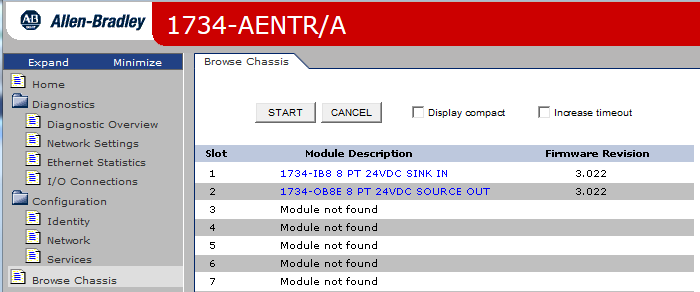 AB
Allen-Bradley
1734-AENTR/A
Expand Minimize
Home
Diagnostics
Diagnostic Overview
Network Settings
Ethernet Statistics
I/O Connections
Configuration
Identity
Network
Services
Browse Chassis
Browse Chassis
START CANCEL Display compact Increase timeout
Slot Module Description Firmware Revision
1 1734-IB8 8 PT 24VDC SINK IN 3.022
2 1734-OB8E 8 PT 24VDC SOURCE OUT 3.022
3 Module not found
4 Module not found
5 Module not found
6 Module not found
7 Module not found